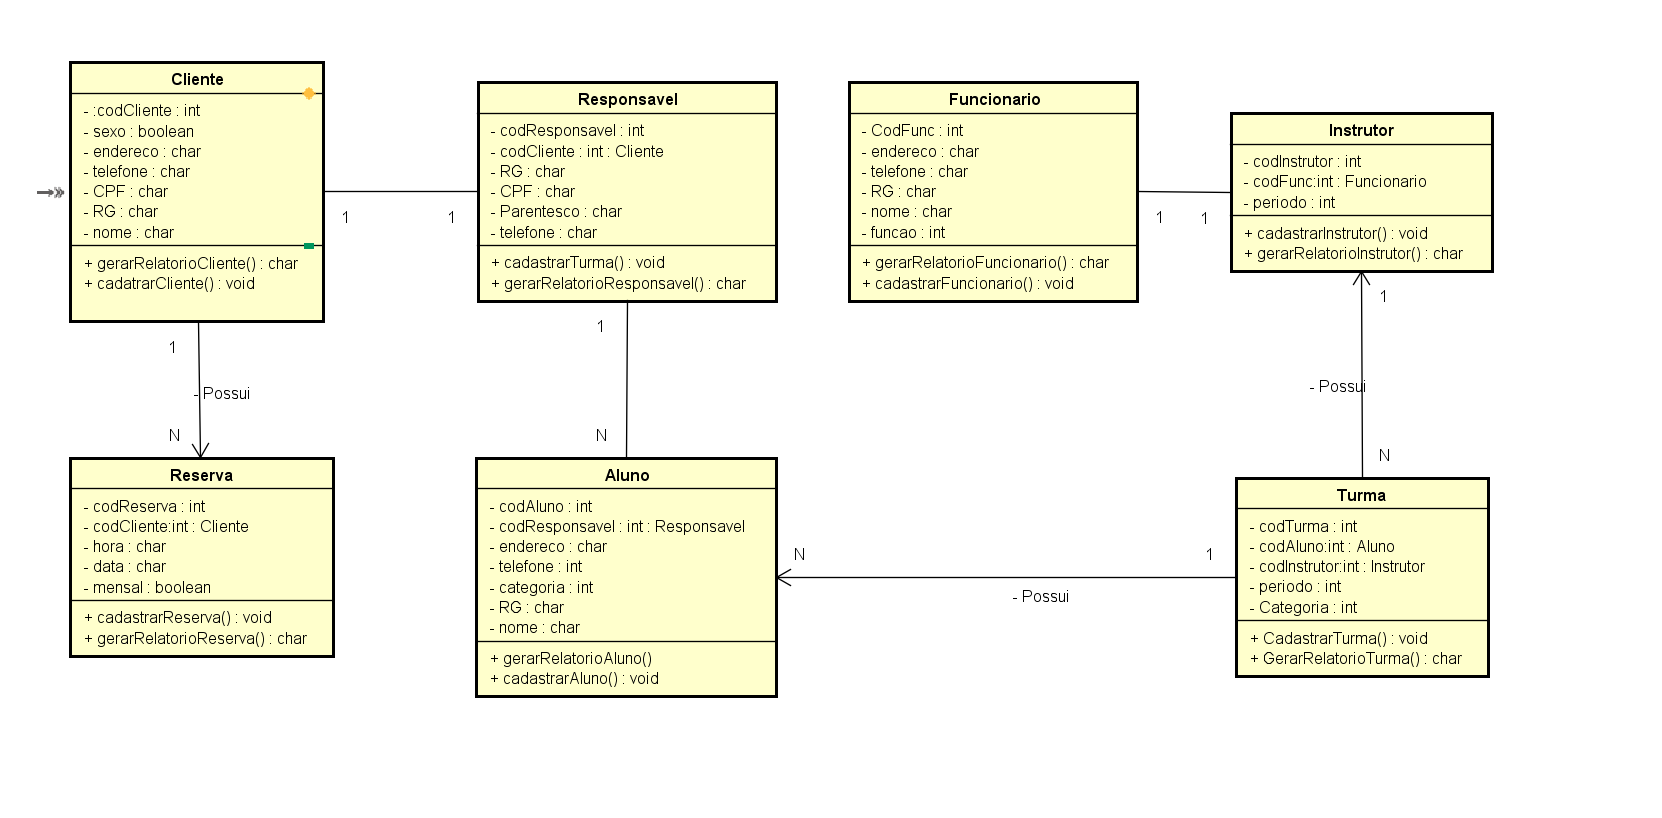 Cliente
- :codCliente : int
- sexo : boolean
- endereco : char
- telefone : char
- CPF : char
- RG : char
- nome : char
+ gerarRelatorioCliente() : char
+ cadatrarCliente() : void
Responsavel
- codResponsavel : int
- codCliente : int : Cliente
- RG : char
- CPF : char
- Parentesco : char
- telefone : char
+ cadastrarTurma() : void
+ gerarRelatorioResponsavel() : char
Funcionario
- CodFunc : int
- endereco : char
- telefone : char
- RG : char
- nome : char
- funcao : int
+ gerarRelatorioFuncionario() : char
+ cadastrarFuncionario() : void
Instrutor
- codInstrutor : int
- codFunc:int : Funcionario
- periodo : int
+ cadastrarInstrutor() : void
+ gerarRelatorioInstrutor() : char
1
1
1
1
1
- Possui
N
1
N
1
- Possui
N
Reserva
- codReserva : int
- codCliente:int : Cliente
- hora : char
- data : char
- mensal : boolean
+ cadastrarReserva() : void
+ gerarRelatorioReserva() : char
Aluno
- codAluno : int
- codResponsavel : int : Responsavel
- endereco : char
- telefone : int
- categoria : int
- RG : char
- nome : char
+ gerarRelatorioAluno()
+ cadastrarAluno() : void
N
1
- Possui
Turma
- codTurma : int
- codAluno:int : Aluno
- codInstrutor:int : Instrutor
- periodo : int
- Categoria : int
+ CadastrarTurma() : void
+ GerarRelatorioTurma() : char